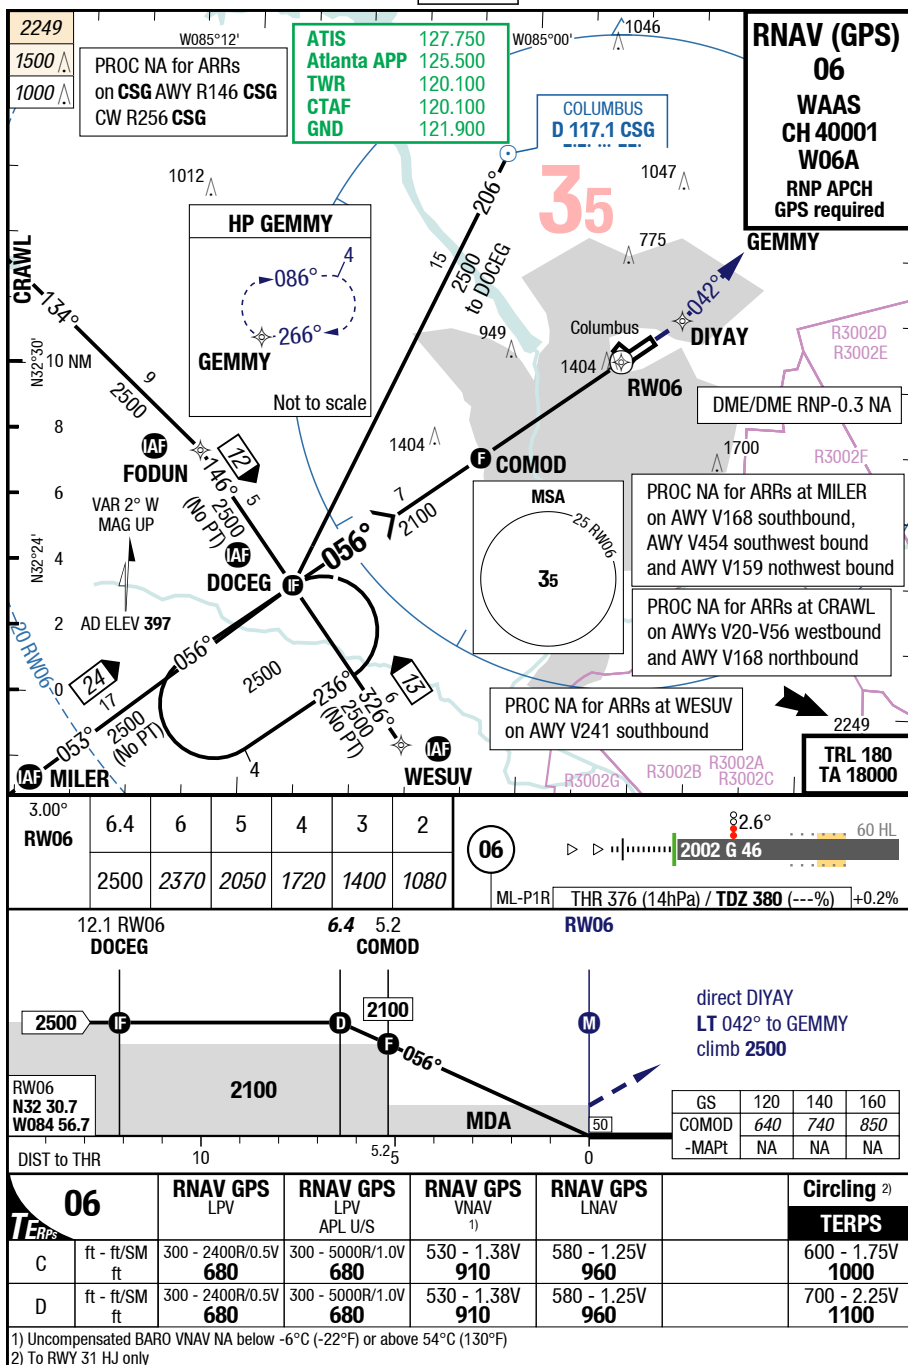 2249
1500
1000
W085°12'
PROC NA for ARRs
on CSG AWY R146 CSG
CW R256 CSG
ATIS 127.750
Atlanta APP 125.500
TWR 120.100
CTAF 120.100
GND 121.900
W085°00'
1046
COLUMBUS
D 117.1 CSG
RNAV (GPS)
06
WAAS
CH 40001
W06A
RNP APCH
GPS required
1012
1047
35
206°
HP GEMMY
4
086°
266°
GEMMY
Not to scale
15
2500
to DOCEG
775
GEMMY
042°
CRAWL
134°
9
2500
N32°30'
10 NM
949
Columbus
1404
DIYAY
RW06
R3002D
R3002E
DME/DME RNP-0.3 NA
8
IAF
FODUN
12
146°
5
2500
(No PT)
1404
F COMOD
1700
R3002F
6
VAR 2° W
MAG UP
7
2100
MSA
25 RW06
35
PROC NA for ARRs at MILER
on AWY V168 southbound,
AWY V454 southwest bound
and AWY V159 nothwest bound
N32°24'
4
IAF
DOCEG
IF
056°
PROC NA for ARRs at CRAWL
on AWYs V20-V56 westbound
and AWY V168 northbound
2
AD ELEV 397
20 RW06
056°
0
24
17
2500
(No PT)
053°
2500
236°
(No PT)
2500
6
326°
13
4
PROC NA for ARRs at WESUV
on AWY V241 southbound
2249
IAF MILER
IAF
WESUV
R3002G
R3002B
R3002A
R3002C
TRL 180
TA 18000
3.00°
RW06
6.4 6 5 4 3 2
2500 2370 2050 1720 1400 1080
06
2.6°
60 HL
2002 G 46
ML-P1R THR 376 (14hPa) / TDZ 380 (---%) +0.2%
12.1 RW06
DOCEG
6.4 5.2
COMOD
RW06
2500
IF
D
2100
F
056°
M
direct DIYAY
LT 042° to GEMMY
climb 2500
RW06
N32 30.7
W084 56.7
2100
MDA
50
GS 120 140 160
COMOD 640 740 850
-MAPt NA NA NA
DIST to THR 10 5.2 5 0
TERPs 06
RNAV GPS LPV
RNAV GPS LPV APL U/S
RNAV GPS VNAV 1)
RNAV GPS LNAV
Circling 2)
TERPS
C ft - ft/SM 300 - 2400R/0.5V 300 - 5000R/1.0V 530 - 1.38V 580 - 1.25V 600 - 1.75V
ft 680 680 910 960 1000
D ft - ft/SM 300 - 2400R/0.5V 300 - 5000R/1.0V 530 - 1.38V 580 - 1.25V 700 - 2.25V
ft 680 680 910 960 1100
1) Uncompensated BARO VNAV NA below -6°C (-22°F) or above 54°C (130°F)
2) To RWY 31 HJ only